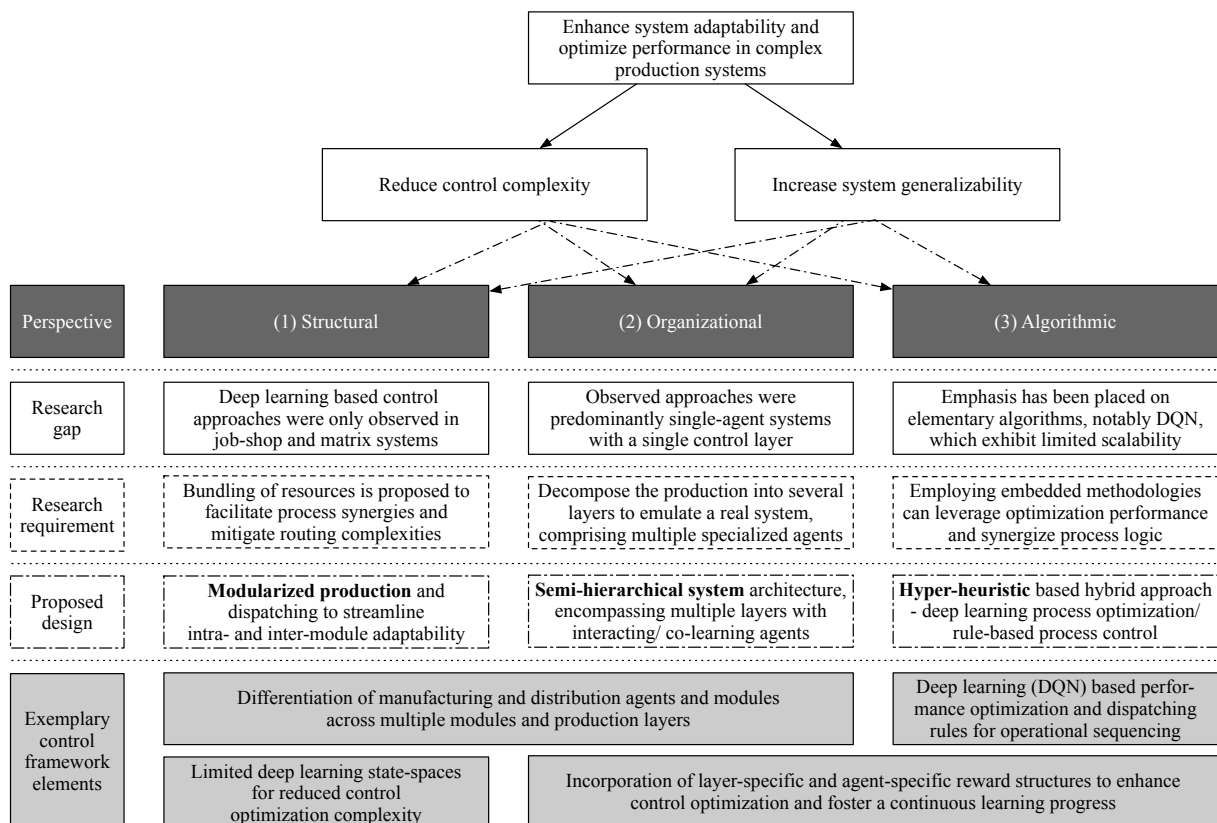 Enhance system adaptability and
optimize performance in complex
production systems
Reduce control complexity
Increase system generalizability
Perspective
(1) Structural
(2) Organizational
(3) Algorithmic
Research
gap
Deep learning based control
approaches were only observed in
job-shop and matrix systems
Observed approaches were
predominantly single-agent systems
with a single control layer
Emphasis has been placed on
elementary algorithms, notably DQN,
which exhibit limited scalability
Research
requirement
Bundling of resources is proposed to
facilitate process synergies and
mitigate routing complexities
Decompose the production into several
layers to emulate a real system,
comprising multiple specialized agents
Employing embedded methodologies
can leverage optimization performance
and synergize process logic
Proposed
design
Modularized production and
dispatching to streamline
intra- and inter-module adaptability
Semi-hierarchical system architecture,
encompassing multiple layers with
interacting/ co-learning agents
Hyper-heuristic based hybrid approach
- deep learning process optimization/
rule-based process control
Exemplary
control
framework
elements
Differentiation of manufacturing and distribution agents and modules
across multiple modules and production layers
Deep learning (DQN) based perfor-
mance optimization and dispatching
rules for operational sequencing
Limited deep learning state-spaces
for reduced control
optimization complexity
Incorporation of layer-specific and agent-specific reward structures to enhance
control optimization and foster a continuous learning progress